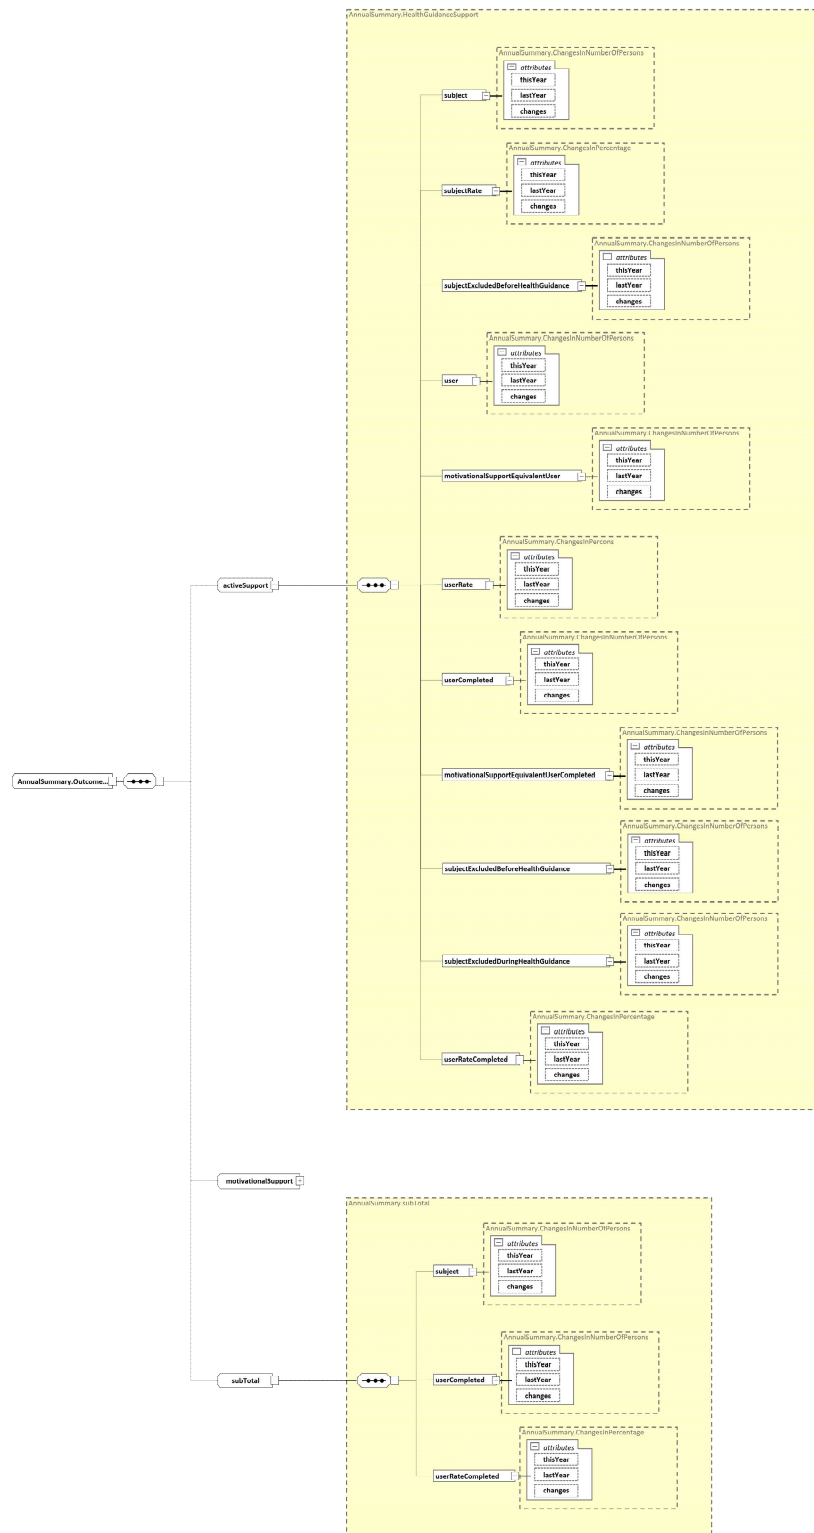 AnnualSummary.HealthGuidanceSupport
AnnualSummary.ChangesInNumberOfPersons
attributes
thisYear
subject
lastYear
changes
AnnualSummary.ChangesInPercentage
attributes
thisYear
subjectRate
lastYear
changes
AnnualSummary.ChangesInNumberOfPersons
attributes
thisYear
subjectExcludedBeforeHealthGuidance
lastYear
changes
AnnualSummary.ChangesInNumberOfPersons
attributes
thisYear
user
lastYear
changes
AnnualSummary.ChangesInNumberOfPersons
attributes
thisYear
motivationalSupportEquivalentUser
lastYear
changes
AnnualSummary.ChangesInPercons
attributes
thisYear
activeSupport
userRate
lastYear
changes
AnnualSummary.ChangesInNumberOfPersons
attributes
thisYear
userCompleted
lastYear
changes
AnnualSummary.ChangesInNumberOfPersons
attributes
thisYear
AnnualSummary.Outcome...
motivationalSupportEquivalentUserCompleted
lastYear
changes
AnnualSummary.ChangesInNumberOfPersons
attributes
thisYear
subjectExcludedBeforeHealthGuidance
lastYear
changes
AnnualSummary.ChangesInNumberOfPersons
attributes
thisYear
subjectExcludedDuringHealthGuidance
lastYear
changes
AnnualSummary.ChangesInPercentage
attributes
thisYear
userRateCompleted
lastYear
changes
motivationalSupport
AnnualSummary.subTotal
AnnualSummary.ChangesInNumberOfPersons
attributes
thisYear
subject
lastYear
changes
AnnualSummary.ChangesInNumberOfPersons
attributes
thisYear
subTotal
userCompleted
lastYear
changes
AnnualSummary.ChangesInPercentage
attributes
thisYear
userRateCompleted
lastYear
changes